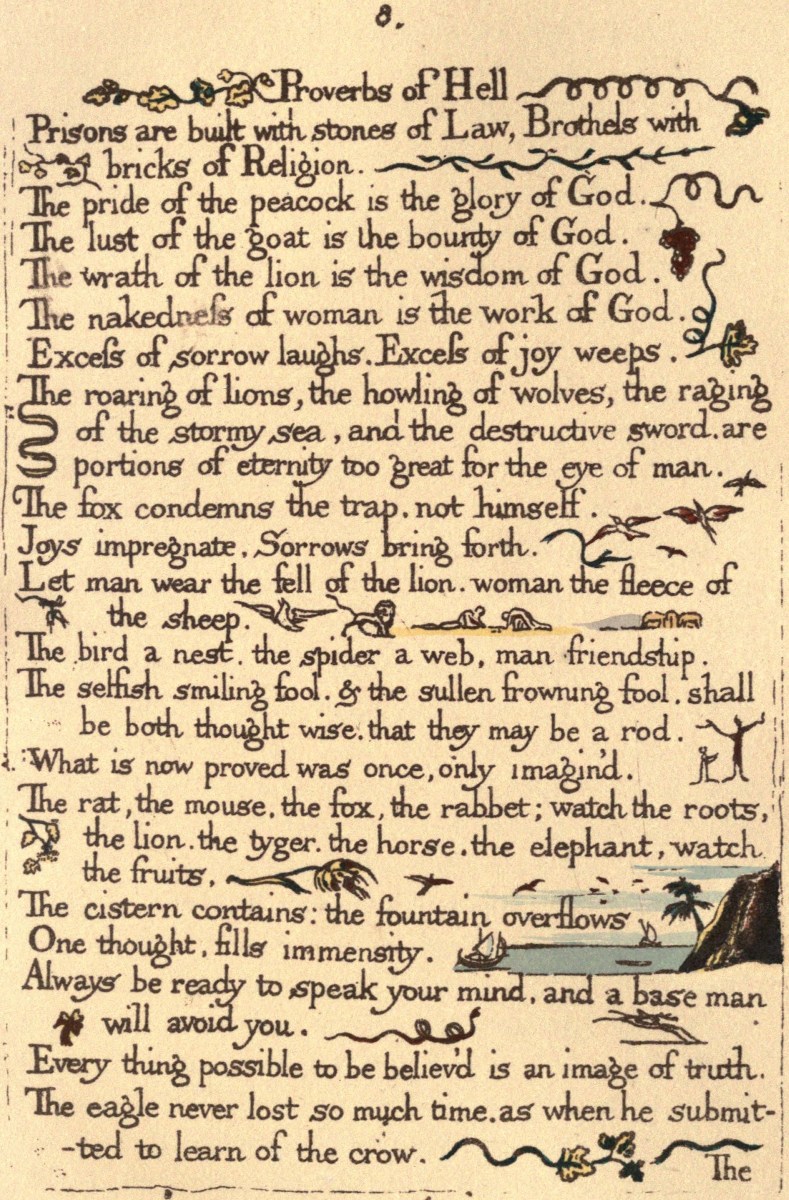 8.
Proverbs of Hell
Prisons are built with stones of Law, Brothels with
bricks of Religion.
The pride of the peacock is the glory of God.
The lust of the goat is the bounty of God.
The wrath of the lion is the wisdom of God.
The nakedneſs of woman is the work of God.
Exceſs of sorrow laughs. Exceſs of joy weeps.
The roaring of lions, the howling of wolves, the raging
of the stormy sea, and the destructive sword. are
portions of eternity too great for the eye of man.
The fox condemns the trap. not himself.
Joys impregnate. Sorrows bring forth.
Let man wear the fell of the lion. woman the fleece of
the sheep.
The bird a nest. the spider a web, man friendship.
The selfish smiling fool. & the sullen frowning fool. shall
be both thought wise. that they may be a rod.
What is now proved was once, only imagin'd.
The rat, the mouse. the fox, the rabbet; watch the roots,
the lion. the tyger. the horse. the elephant, watch
the fruits.
The cistern contains: the fountain overflows
One thought. fills immensity.
Always be ready to speak your mind, and a base man
will avoid you.
Every thing possible to be believ'd is an image of truth.
The eagle never lost so much time. as when he submit-
-ted to learn of the crow.
The